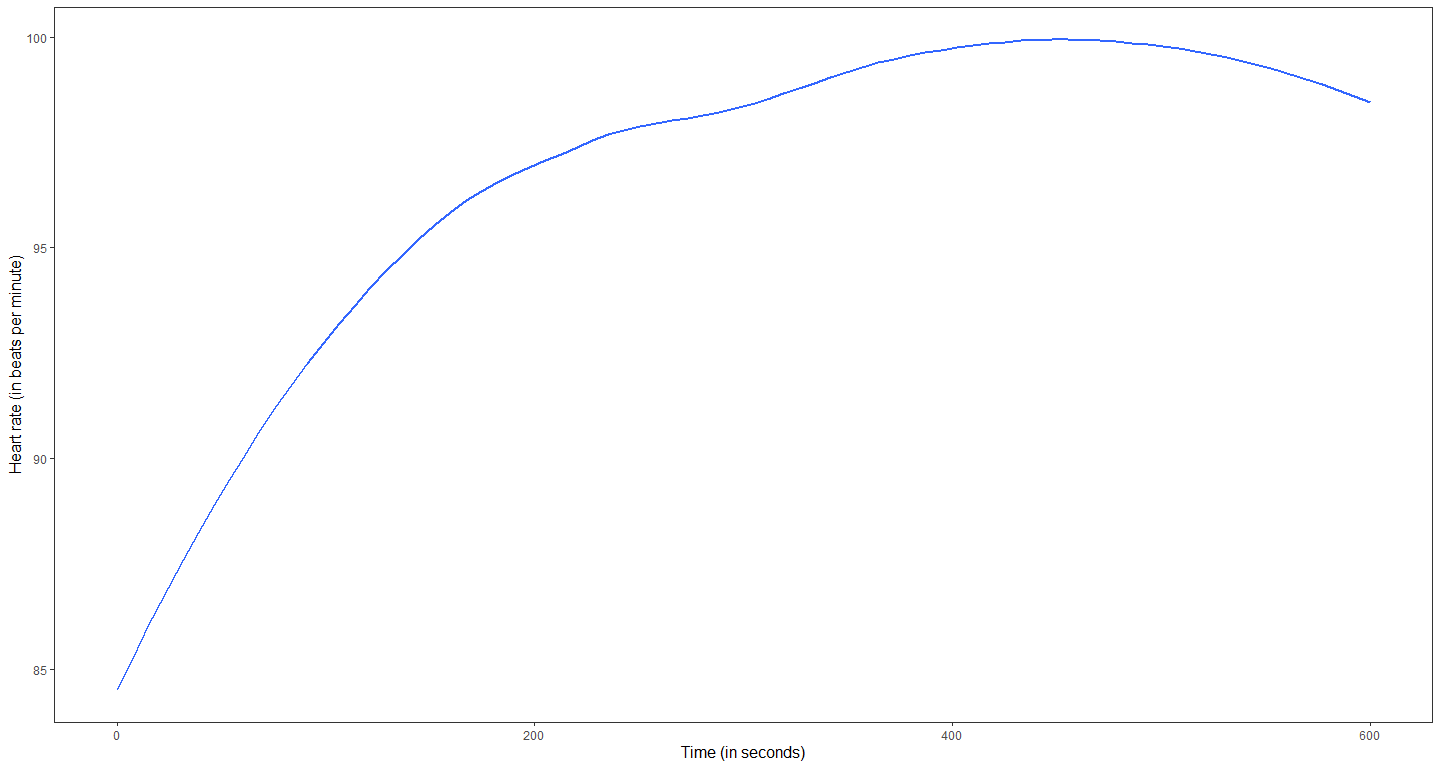 100
95
90
85
Heart rate (in beats per minute)
0 200 400 600
Time (in seconds)